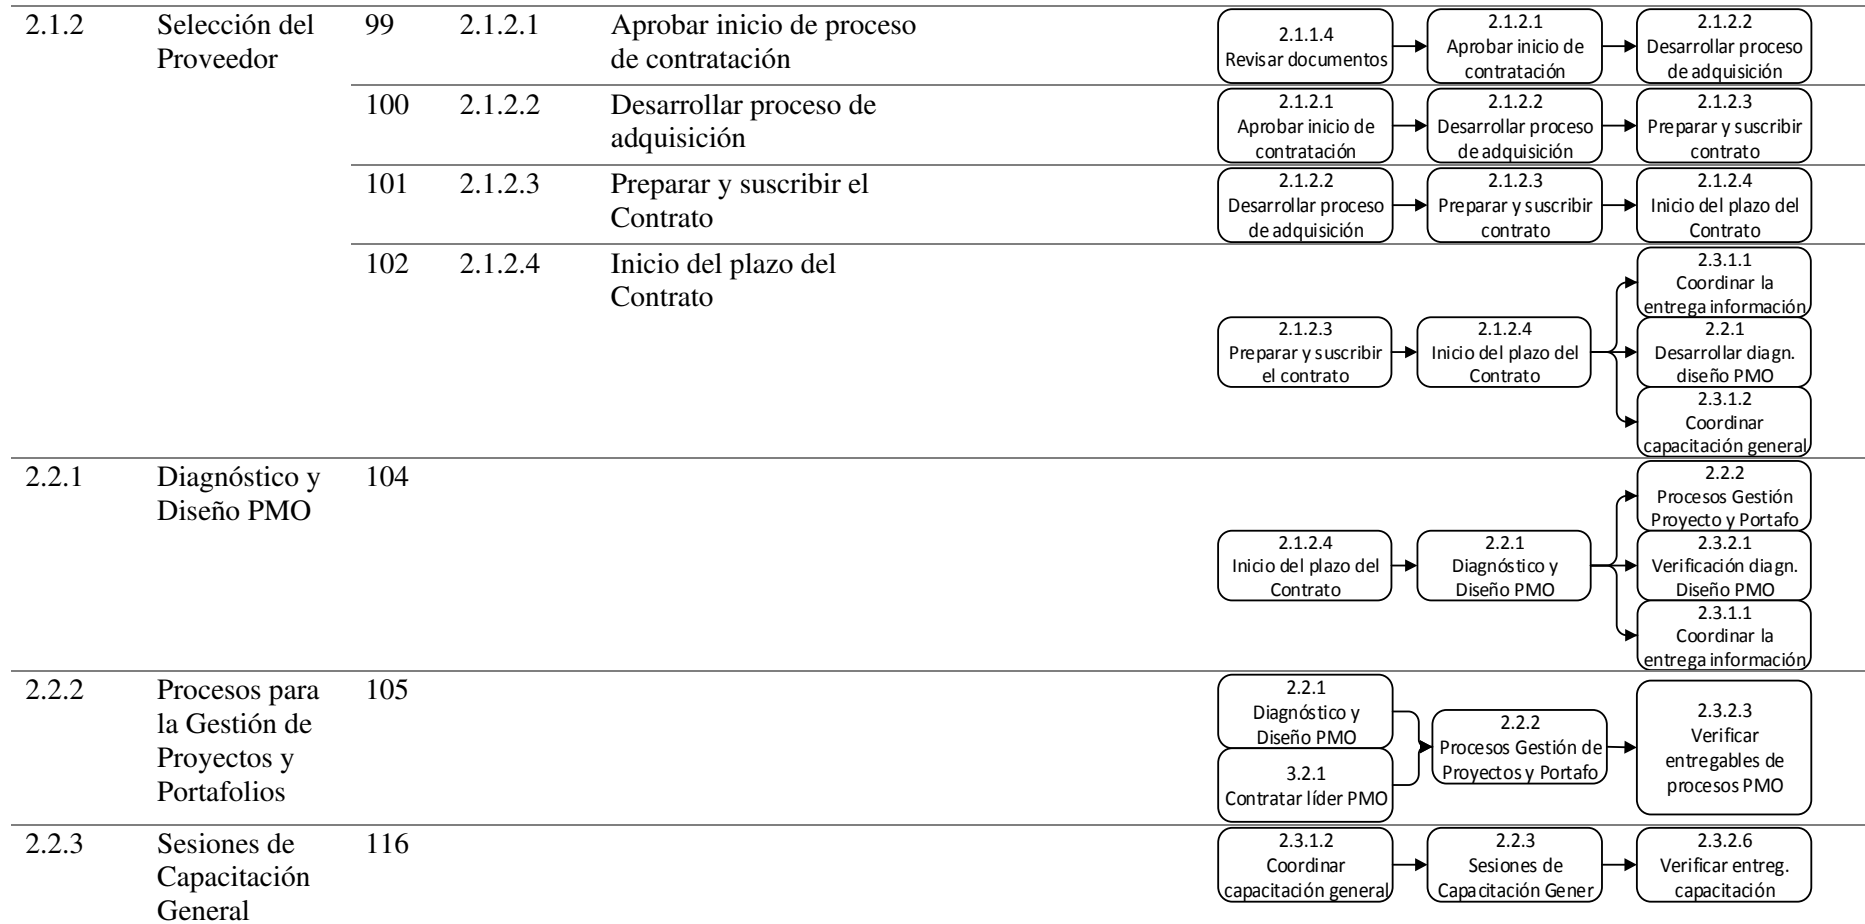 2.1.2
Selección del
Proveedor
99
2.1.2.1
Aprobar inicio de proceso
de contratación
2.1.1.4
Revisar documentos
2.1.2.1
Aprobar inicio de
contratación
2.1.2.2
Desarrollar proceso
de adquisición
100
2.1.2.2
Desarrollar proceso de
adquisición
2.1.2.1
Aprobar inicio de
contratación
2.1.2.2
Desarrollar proceso
de adquisición
2.1.2.3
Preparar y suscribir
contrato
101
2.1.2.3
Preparar y suscribir el
Contrato
2.1.2.2
Desarrollar proceso
de adquisición
2.1.2.3
Preparar y suscribir
contrato
2.1.2.4
Inicio del plazo del
Contrato
102
2.1.2.4
Inicio del plazo del
Contrato
2.1.2.3
Preparar y suscribir
el contrato
2.1.2.4
Inicio del plazo del
Contrato
2.3.1.1
Coordinar la
entrega información
2.2.1
Desarrollar diagn.
diseño PMO
2.3.1.2
Coordinar
capacitación general
2.2.1
Diagnóstico y
Diseño PMO
104
2.1.2.4
Inicio del plazo del
Contrato
2.2.1
Diagnóstico y
Diseño PMO
2.2.2
Procesos Gestión
Proyecto y Portafo
2.3.2.1
Verificación diagn.
Diseño PMO
2.3.1.1
Coordinar la
entrega información
2.2.2
Procesos para
la Gestión de
Proyectos y
Portafolios
105
2.2.1
Diagnóstico y
Diseño PMO
3.2.1
Contratar líder PMO
2.2.2
Procesos Gestión de
Proyectos y Portafo
2.3.2.3
Verificar
entregables de
procesos PMO
2.2.3
Sesiones de
Capacitación
General
116
2.3.1.2
Coordinar
capacitación general
2.2.3
Sesiones de
Capacitación Gener
2.3.2.6
Verificar entreg.
capacitación